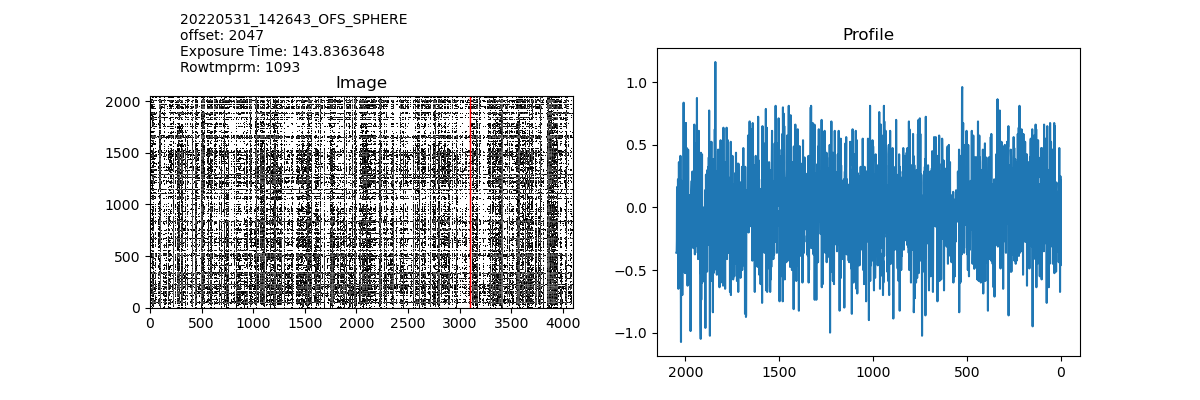 20220531_142643_OFS_SPHERE
offset: 2047
Exposure Time: 143.8363648
Rowtmprm: 1093
Image
2000
1500
1000
500
0
0 500 1000 1500 2000 2500 3000 3500 4000
Profile
1.0
0.5
0.0
−0.5
−1.0
2000 1500 1000 500 0